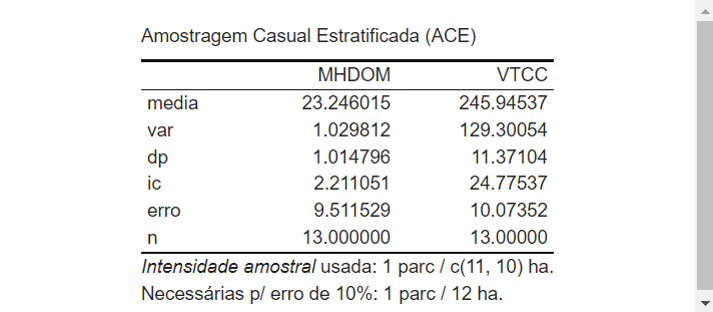 Amostragem Casual Estratificada (ACE)
MHDOM VTCC
media 23.246015 245.94537
var 1.029812 129.30054
dp 1.014796 11.37104
ic 2.211051 24.77537
erro 9.511529 10.07352
n 13.000000 13.00000
Intensidade amostral usada: 1 parc / c(11, 10) ha.
Necessárias p/ erro de 10%: 1 parc / 12 ha.